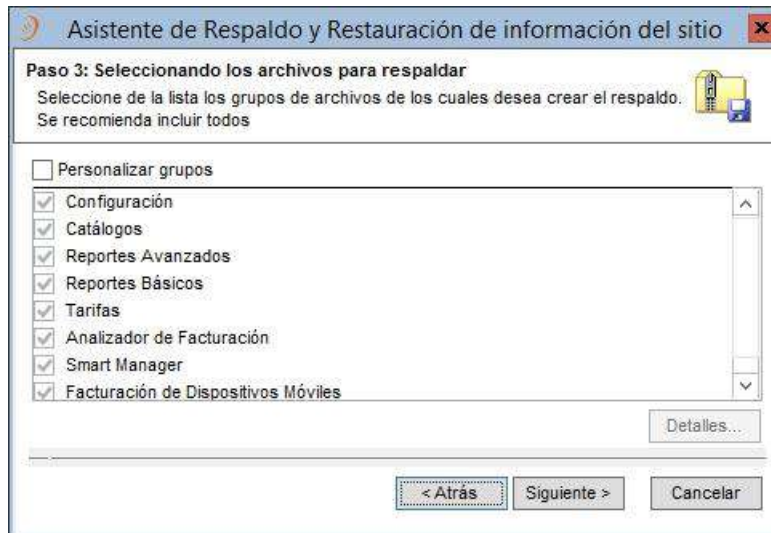 Asistente de Respaldo y Restauración de información del sitio
Paso 3: Seleccionando los archivos para respaldar
Seleccione de la lista los grupos de archivos de los cuales desea crear el respaldo.
Se recomienda incluir todos
Personalizar grupos
Configuración
Catálogos
Reportes Avanzados
Reportes Básicos
Tarifas
Analizador de Facturación
Smart Manager
Facturación de Dispositivos Móviles
Detalles...
< Atrás Siguiente > Cancelar